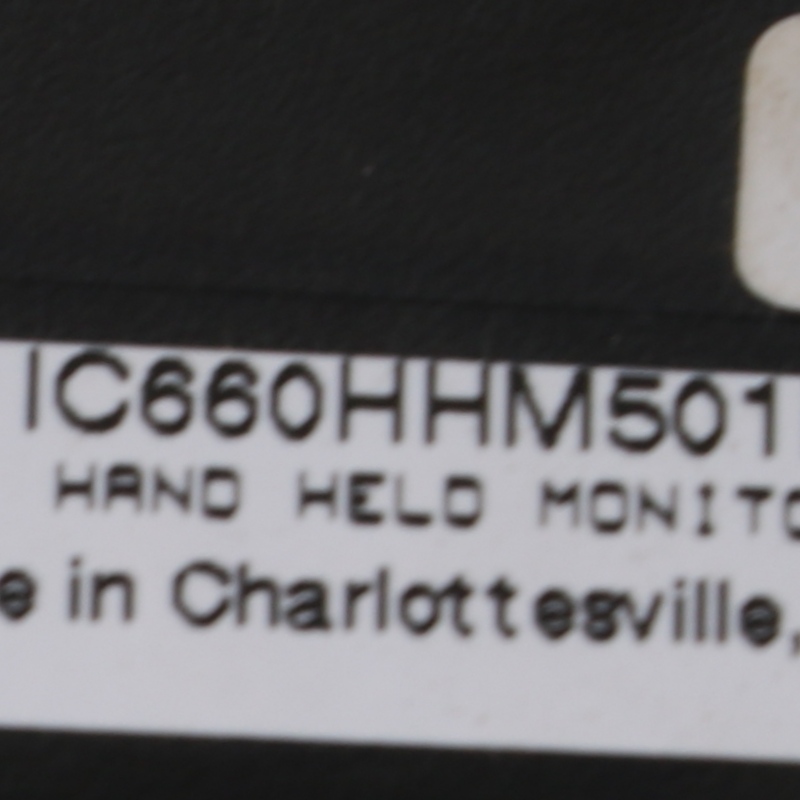 IC660HHM501
HAND HELD MONITO
e in Charlottesville,